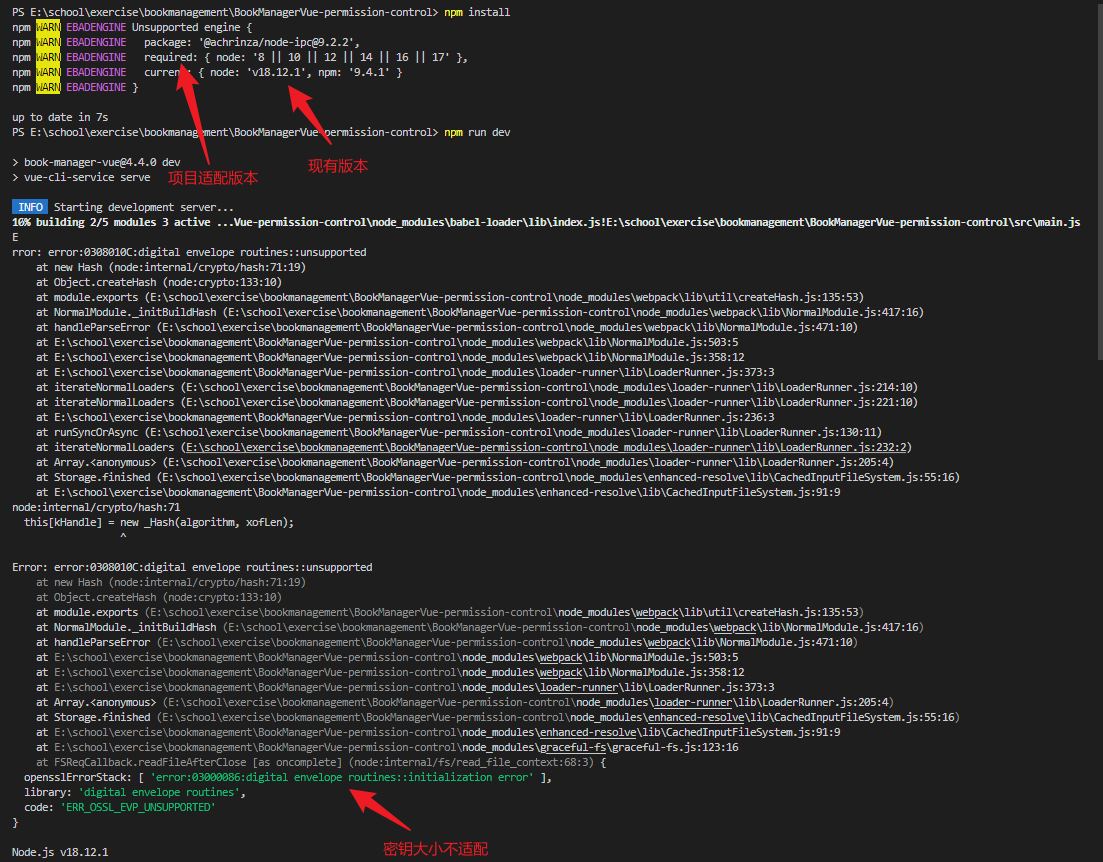 PS E:\school\exercise\bookmanagement\BookManagerVue-permission-control> npm install
npm WARN EBADENGINE Unsupported engine {
npm WARN EBADENGINE   package: '@achrinza/node-ipc@9.2.2',
npm WARN EBADENGINE   required: { node: '8 || 10 || 12 || 14 || 16 || 17' },
npm WARN EBADENGINE   current: { node: 'v18.12.1', npm: '9.4.1' }
npm WARN EBADENGINE }
up to date in 7s
PS E:\school\exercise\bookmanagement\BookManagerVue-permission-control> npm run dev
> book-manager-vue@4.4.0 dev
> vue-cli-service serve
项目适配版本
现有版本
INFO  Starting development server...
10% building 2/5 modules 3 active ...Vue-permission-control\node_modules\babel-loader\lib\index.js!E:\school\exercise\bookmanagement\BookManagerVue-permission-control\src\main.js
E
rror: error:0308010C:digital envelope routines::unsupported
    at new Hash (node:internal/crypto/hash:71:19)
    at Object.createHash (node:crypto:133:10)
    at module.exports (E:\school\exercise\bookmanagement\BookManagerVue-permission-control\node_modules\webpack\lib\util\createHash.js:135:53)
    at NormalModule._initBuildHash (E:\school\exercise\bookmanagement\BookManagerVue-permission-control\node_modules\webpack\lib\NormalModule.js:417:16)
    at handleParseError (E:\school\exercise\bookmanagement\BookManagerVue-permission-control\node_modules\webpack\lib\NormalModule.js:471:10)
    at E:\school\exercise\bookmanagement\BookManagerVue-permission-control\node_modules\webpack\lib\NormalModule.js:503:5
    at E:\school\exercise\bookmanagement\BookManagerVue-permission-control\node_modules\webpack\lib\NormalModule.js:358:12
    at E:\school\exercise\bookmanagement\BookManagerVue-permission-control\node_modules\loader-runner\lib\LoaderRunner.js:373:3
    at iterateNormalLoaders (E:\school\exercise\bookmanagement\BookManagerVue-permission-control\node_modules\loader-runner\lib\LoaderRunner.js:214:10)
    at iterateNormalLoaders (E:\school\exercise\bookmanagement\BookManagerVue-permission-control\node_modules\loader-runner\lib\LoaderRunner.js:221:10)
    at E:\school\exercise\bookmanagement\BookManagerVue-permission-control\node_modules\loader-runner\lib\LoaderRunner.js:236:3
    at runSyncOrAsync (E:\school\exercise\bookmanagement\BookManagerVue-permission-control\node_modules\loader-runner\lib\LoaderRunner.js:130:11)
    at iterateNormalLoaders (E:\school\exercise\bookmanagement\BookManagerVue-permission-control\node_modules\loader-runner\lib\LoaderRunner.js:232:2)
    at Array.<anonymous> (E:\school\exercise\bookmanagement\BookManagerVue-permission-control\node_modules\loader-runner\lib\LoaderRunner.js:205:4)
    at Storage.finished (E:\school\exercise\bookmanagement\BookManagerVue-permission-control\node_modules\enhanced-resolve\lib\CachedInputFileSystem.js:55:16)
    at E:\school\exercise\bookmanagement\BookManagerVue-permission-control\node_modules\enhanced-resolve\lib\CachedInputFileSystem.js:91:9
node:internal/crypto/hash:71
  this[kHandle] = new _Hash(algorithm, xofLen);
                  ^
Error: error:0308010C:digital envelope routines::unsupported
    at new Hash (node:internal/crypto/hash:71:19)
    at Object.createHash (node:crypto:133:10)
    at module.exports (E:\school\exercise\bookmanagement\BookManagerVue-permission-control\node_modules\webpack\lib\util\createHash.js:135:53)
    at NormalModule._initBuildHash (E:\school\exercise\bookmanagement\BookManagerVue-permission-control\node_modules\webpack\lib\NormalModule.js:417:16)
    at handleParseError (E:\school\exercise\bookmanagement\BookManagerVue-permission-control\node_modules\webpack\lib\NormalModule.js:471:10)
    at E:\school\exercise\bookmanagement\BookManagerVue-permission-control\node_modules\webpack\lib\NormalModule.js:503:5
    at E:\school\exercise\bookmanagement\BookManagerVue-permission-control\node_modules\webpack\lib\NormalModule.js:358:12
    at E:\school\exercise\bookmanagement\BookManagerVue-permission-control\node_modules\loader-runner\lib\LoaderRunner.js:373:3
    at Array.<anonymous> (E:\school\exercise\bookmanagement\BookManagerVue-permission-control\node_modules\loader-runner\lib\LoaderRunner.js:205:4)
    at Storage.finished (E:\school\exercise\bookmanagement\BookManagerVue-permission-control\node_modules\enhanced-resolve\lib\CachedInputFileSystem.js:55:16)
    at E:\school\exercise\bookmanagement\BookManagerVue-permission-control\node_modules\enhanced-resolve\lib\CachedInputFileSystem.js:91:9
    at E:\school\exercise\bookmanagement\BookManagerVue-permission-control\node_modules\graceful-fs\graceful-fs.js:123:16
    at FSReqCallback.readFileAfterClose [as oncomplete] (node:internal/fs/read_file_context:68:3) {
  opensslErrorStack: [ 'error:03000086:digital envelope routines::initialization error' ],
  library: 'digital envelope routines',
  code: 'ERR_OSSL_EVP_UNSUPPORTED'
}
密钥大小不适配
Node.js v18.12.1